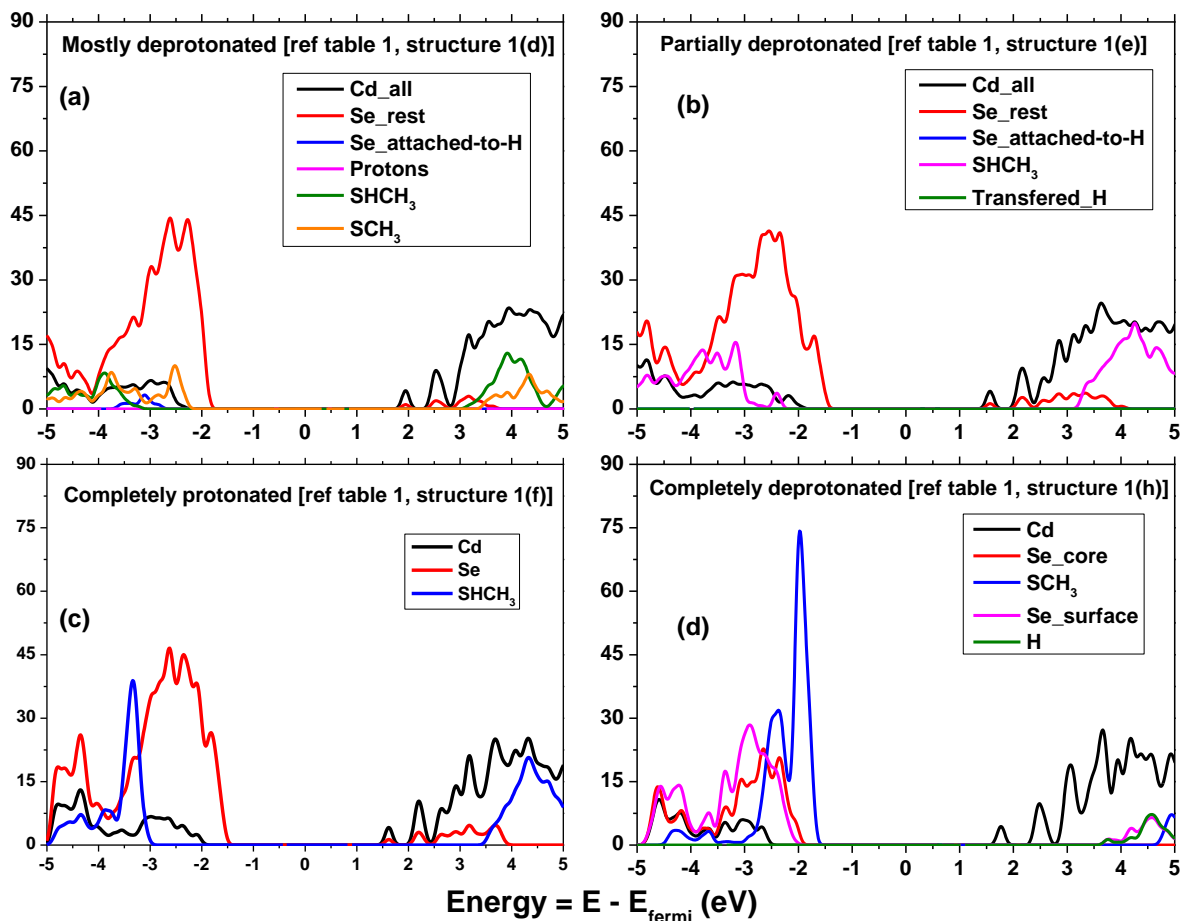 Mostly deprotonated [ref table 1, structure 1(d)]
(a)
Cd_all
Se_rest
Se_attached-to-H
Protons
SHCH₃
SCH₃
90
75
60
45
30
15
0
-5 -4 -3 -2 -1 0 1 2 3 4 5
Partially deprotonated [ref table 1, structure 1(e)]
(b)
Cd_all
Se_rest
Se_attached-to-H
SHCH₃
Transfered_H
90
75
60
45
30
15
0
-5 -4 -3 -2 -1 0 1 2 3 4 5
Completely protonated [ref table 1, structure 1(f)]
(c)
Cd
Se
SHCH₃
90
75
60
45
30
15
0
-5 -4 -3 -2 -1 0 1 2 3 4 5
Completely deprotonated [ref table 1, structure 1(h)]
(d)
Cd
Se_core
SCH₃
Se_surface
H
90
75
60
45
30
15
0
-5 -4 -3 -2 -1 0 1 2 3 4 5
Energy = E - E_fermi (eV)